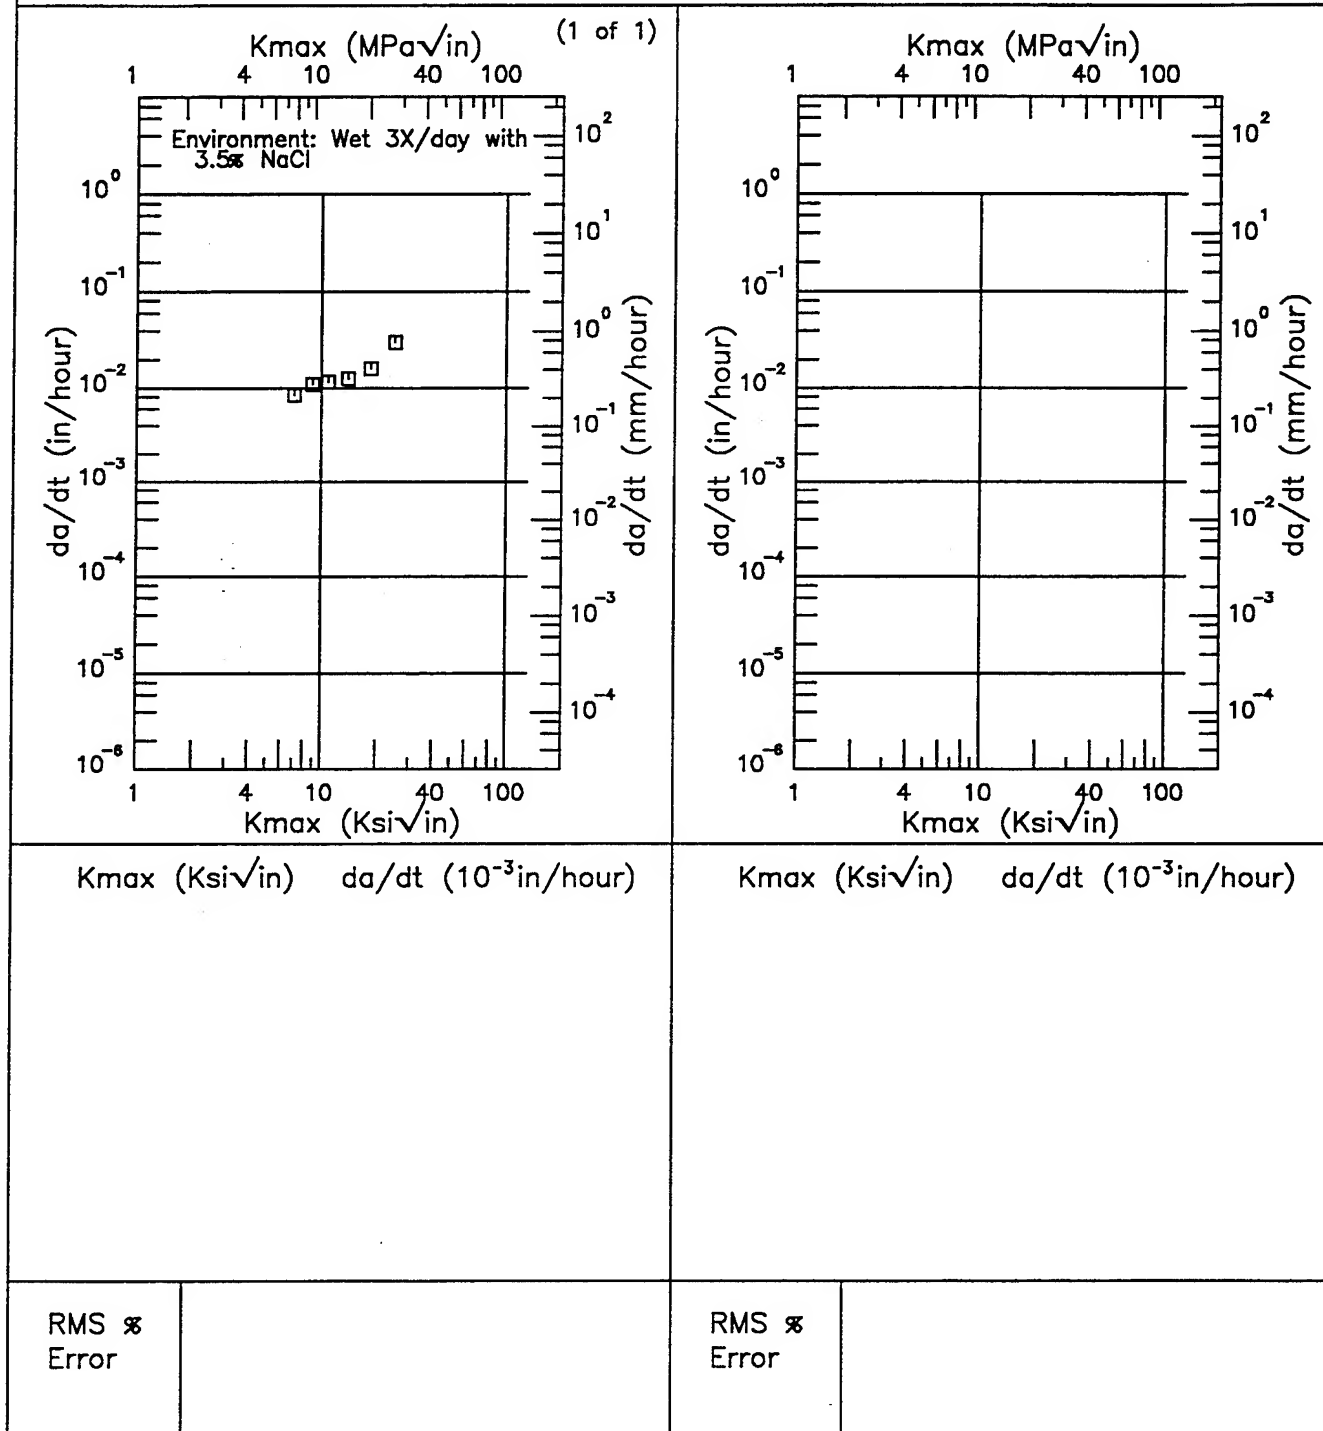 (1 of 1)
Kmax (MPa√in)
1 4 10 40 100
Environment: Wet 3X/day with
3.5% NaCl
10⁰
10⁻¹
10⁻²
10⁻³
10⁻⁴
10⁻⁵
10⁻⁶
da/dt (in/hour)
10²
10¹
10⁰
10⁻¹
10⁻²
10⁻³
10⁻⁴
da/dt (mm/hour)
1 4 10 40 100
Kmax (Ksi√in)
Kmax (MPa√in)
1 4 10 40 100
10⁰
10⁻¹
10⁻²
10⁻³
10⁻⁴
10⁻⁵
10⁻⁶
da/dt (in/hour)
10²
10¹
10⁰
10⁻¹
10⁻²
10⁻³
10⁻⁴
da/dt (mm/hour)
1 4 10 40 100
Kmax (Ksi√in)
Kmax (Ksi√in) da/dt (10⁻³in/hour)
Kmax (Ksi√in) da/dt (10⁻³in/hour)
RMS %
Error
RMS %
Error